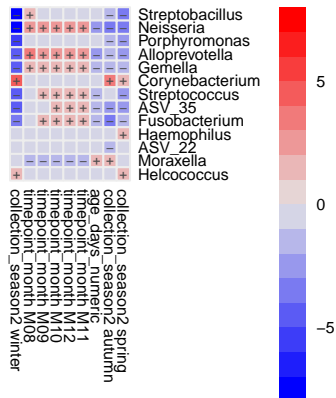 Streptobacillus
Neisseria
Porphyromonas
Alloprevotella
Gemella
Corynebacterium
Streptococcus
ASV_35
Fusobacterium
Haemophilus
ASV_22
Moraxella
Helcococcus
collection_season2 winter
timepoint_month M08
timepoint_month M09
timepoint_month M10
timepoint_month M12
timepoint_month M11
age_days_numeric
collection_season2 autumn
collection_season2 spring
5
0
−5